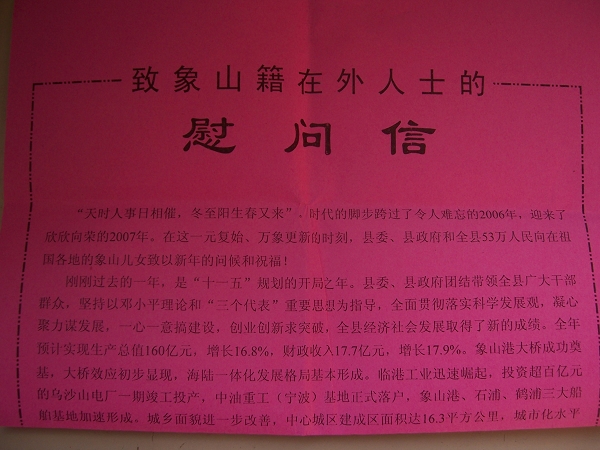 致象山籍在外人士的
慰问信
“天时人事日相催，冬至阳生春又来”，时代的脚步跨过了令人难忘的2006年，迎来了
欣欣向荣的2007年。在这一元复始、万象更新的时刻，县委、县政府和全县53万人民向在祖
国各地的象山儿女致以新年的问候和祝福！
刚刚过去的一年，是“十一五”规划的开局之年。县委、县政府团结带领全县广大干部
群众，坚持以邓小平理论和“三个代表”重要思想为指导，全面贯彻落实科学发展观，凝心
聚力谋发展，一心一意搞建设，创业创新求突破，全县经济社会发展取得了新的成绩。全年
预计实现生产总值160亿元，增长16.8%，财政收入17.7亿元，增长17.9%。象山港大桥成功奠
基，大桥效应初步显现，海陆一体化发展格局基本形成。临港工业迅速崛起，投资超百亿元
的乌沙山电厂一期竣工投产，中油重工（宁波）基地正式落户，象山港、石浦、鹤浦三大船
舶基地加速形成。城乡面貌进一步改善，中心城区建成区面积达16.3平方公里，城市化水平